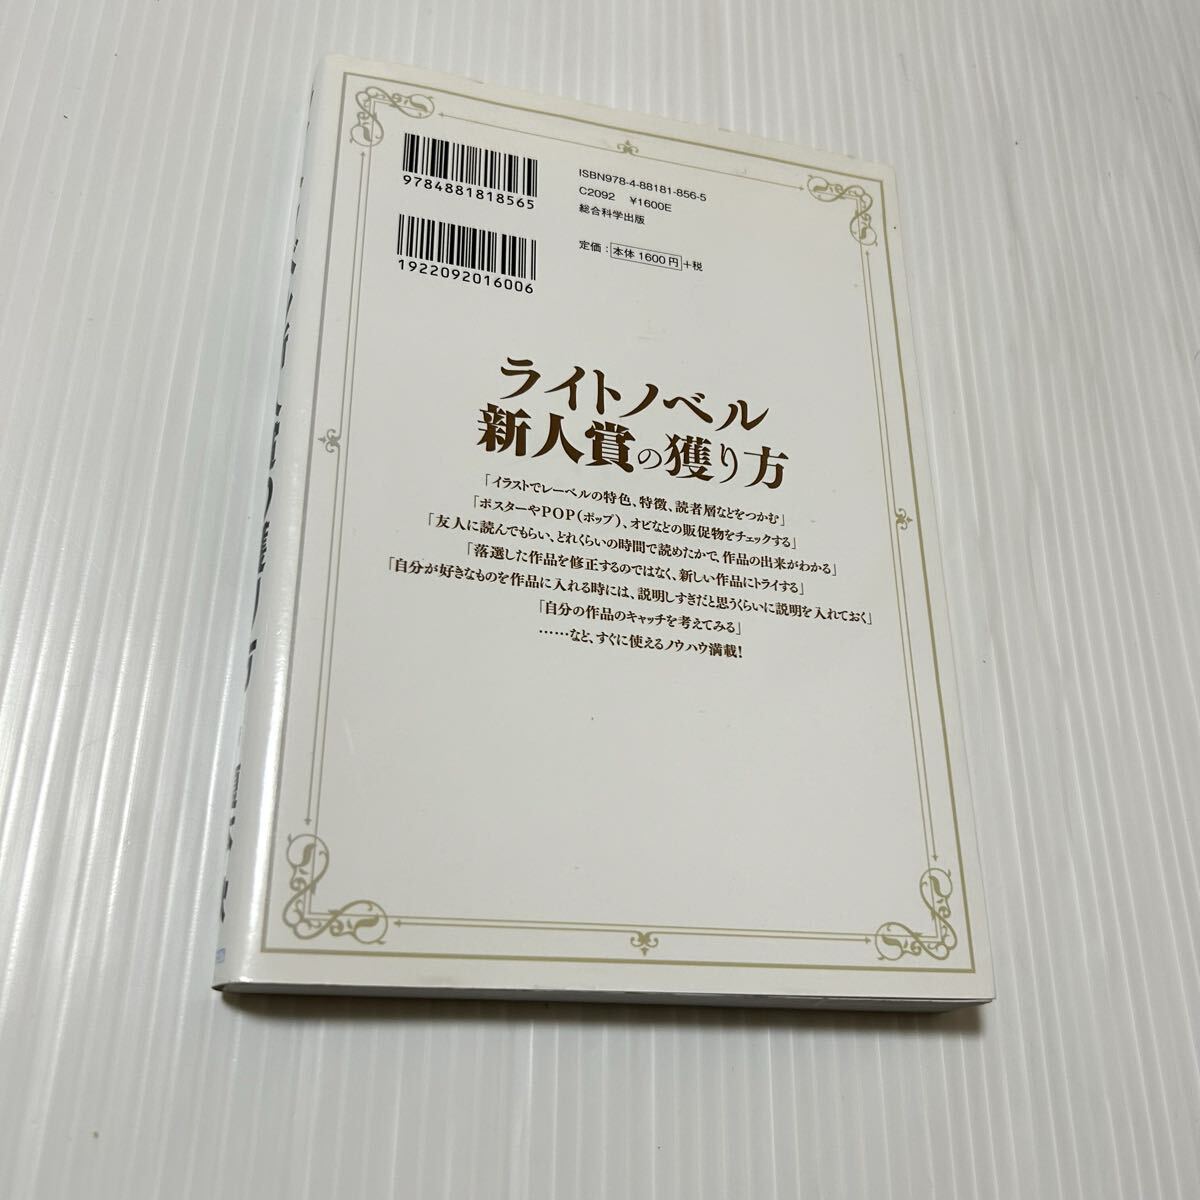 9784881818565
ISBN978-4-88181-856-5
C2092 ¥1600E
総合科学出版
1922092016006
定価：本体1600円+税
ライトノベル
新人賞の獲り方
「イラストでレーベルの特色、特徴、読者層などをつかむ」
「ポスターやPOP(ポップ)、オビなどの販促物をチェックする」
「友人に読んでもらい、どれくらいの時間で読めたかで、作品の出来がわかる」
「落選した作品を修正するのではなく、新しい作品にトライする」
「自分が好きなものを作品に入れる時には、説明しすぎだと思うくらいに説明を入れておく」
「自分の作品のキャッチを考えてみる」
……など、すぐに使えるノウハウ満載！